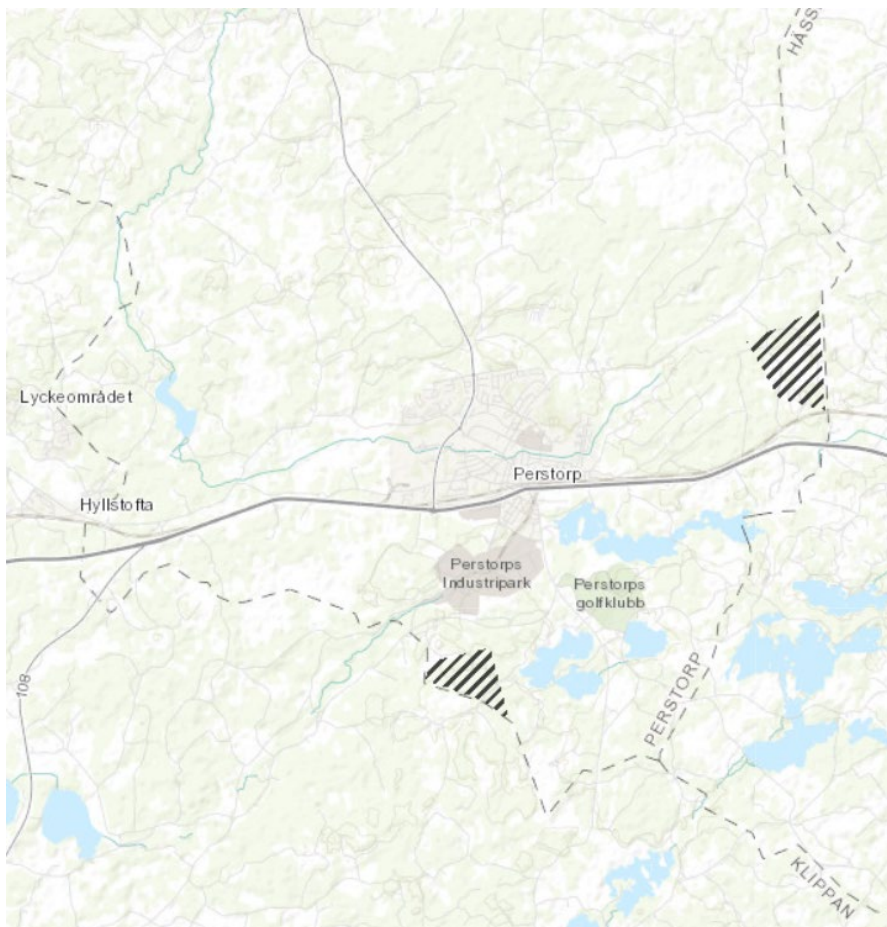 HÄSS
Lyckeområdet
Hyllstofta
Perstorp
Perstorps
Industripark
Perstorps
golfklubb
108
PERSTORP
KLIPPAN